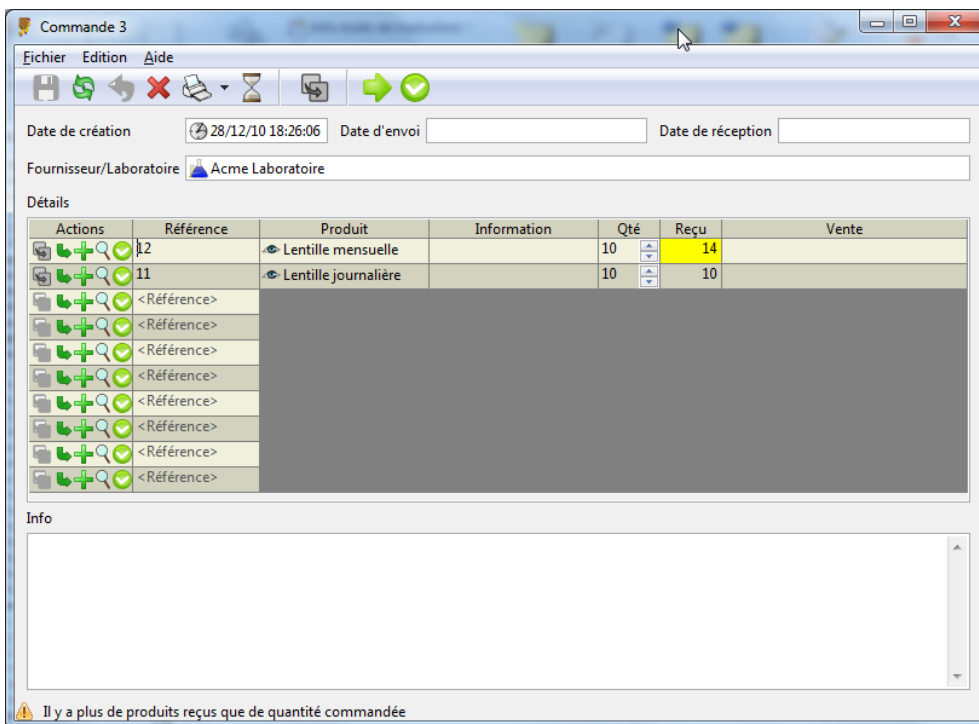 Commande 3
Fichier Edition Aide
Date de création 28/12/10 18:26:06 Date d'envoi Date de réception
Fournisseur/Laboratoire Acme Laboratoire
Détails
Actions Référence Produit Information Qté Reçu Vente
12 Lentille mensuelle 10 14
11 Lentille journalière 10 10
<Référence>
<Référence>
<Référence>
<Référence>
<Référence>
<Référence>
<Référence>
<Référence>
Info
Il y a plus de produits reçus que de quantité commandée